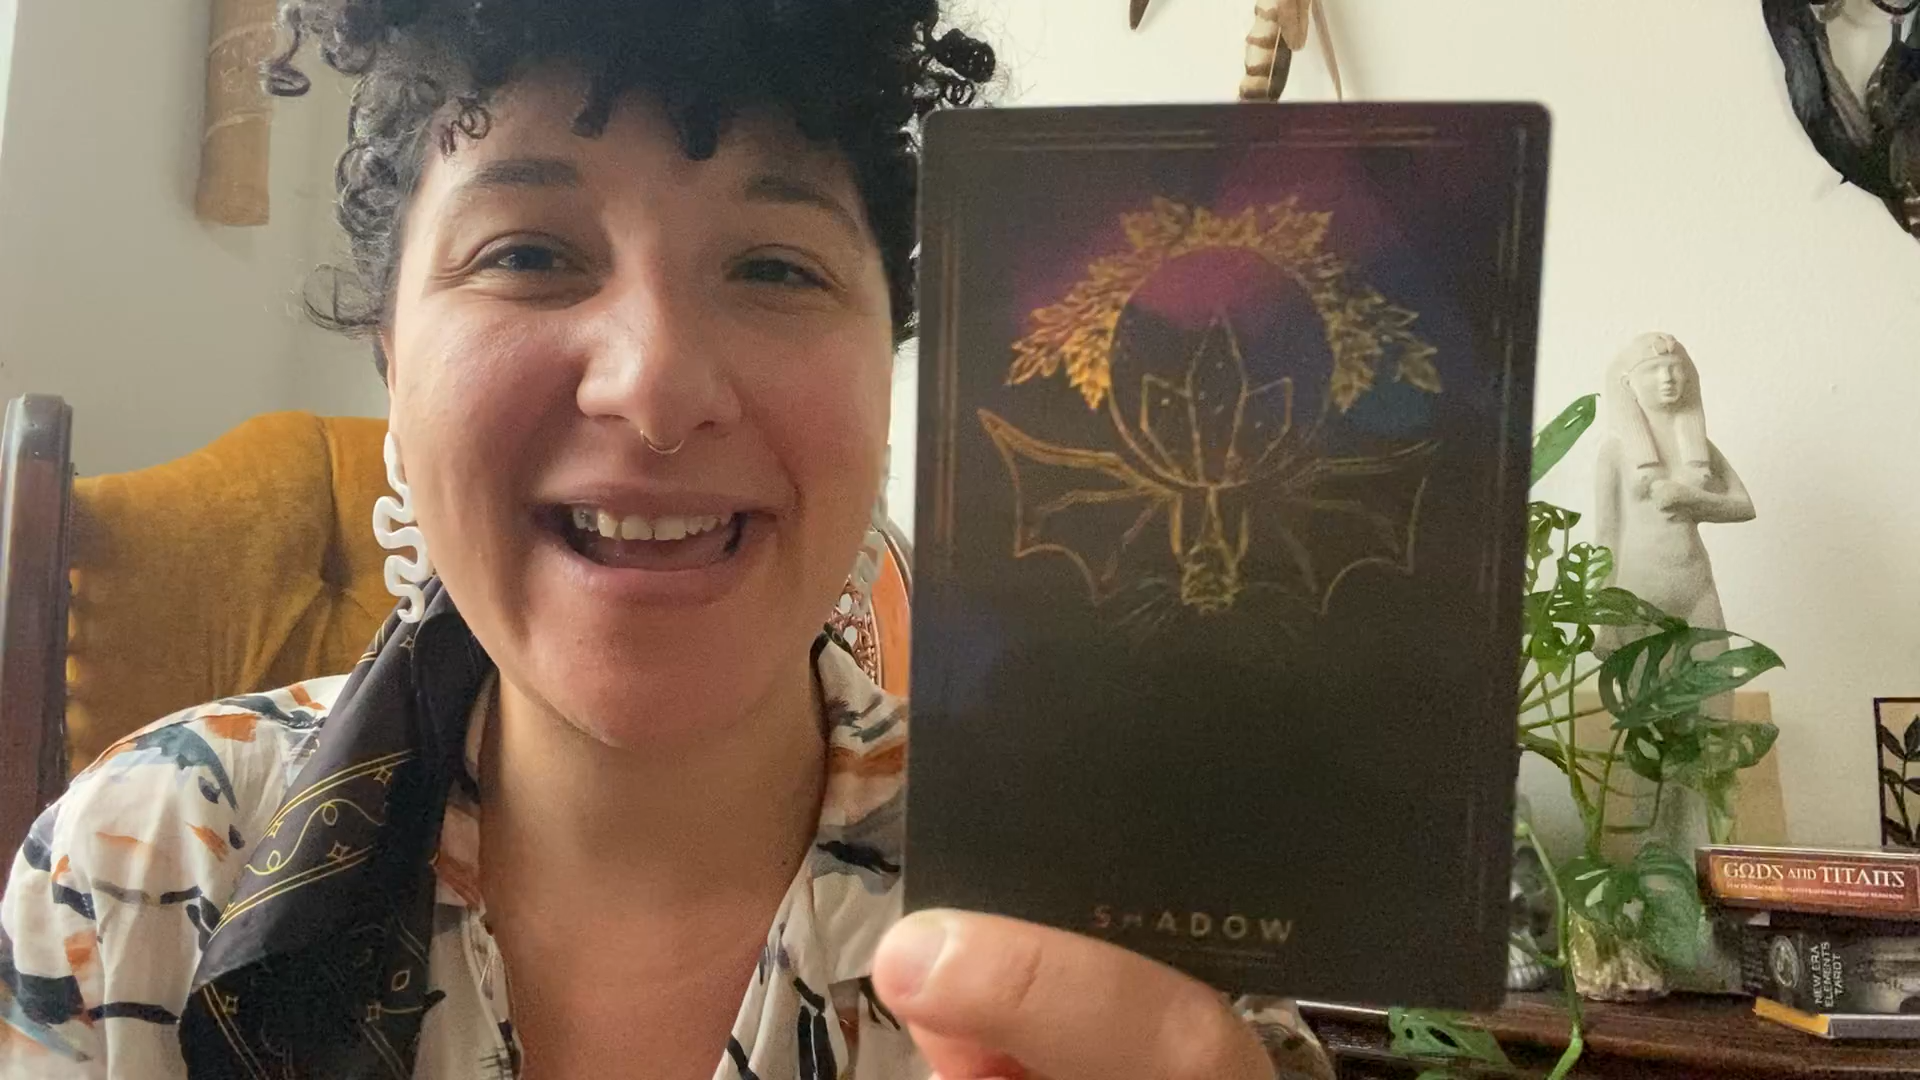 SHADOW
GODS AND TITANS
NEW ERA
ELEMENTS
TAROT